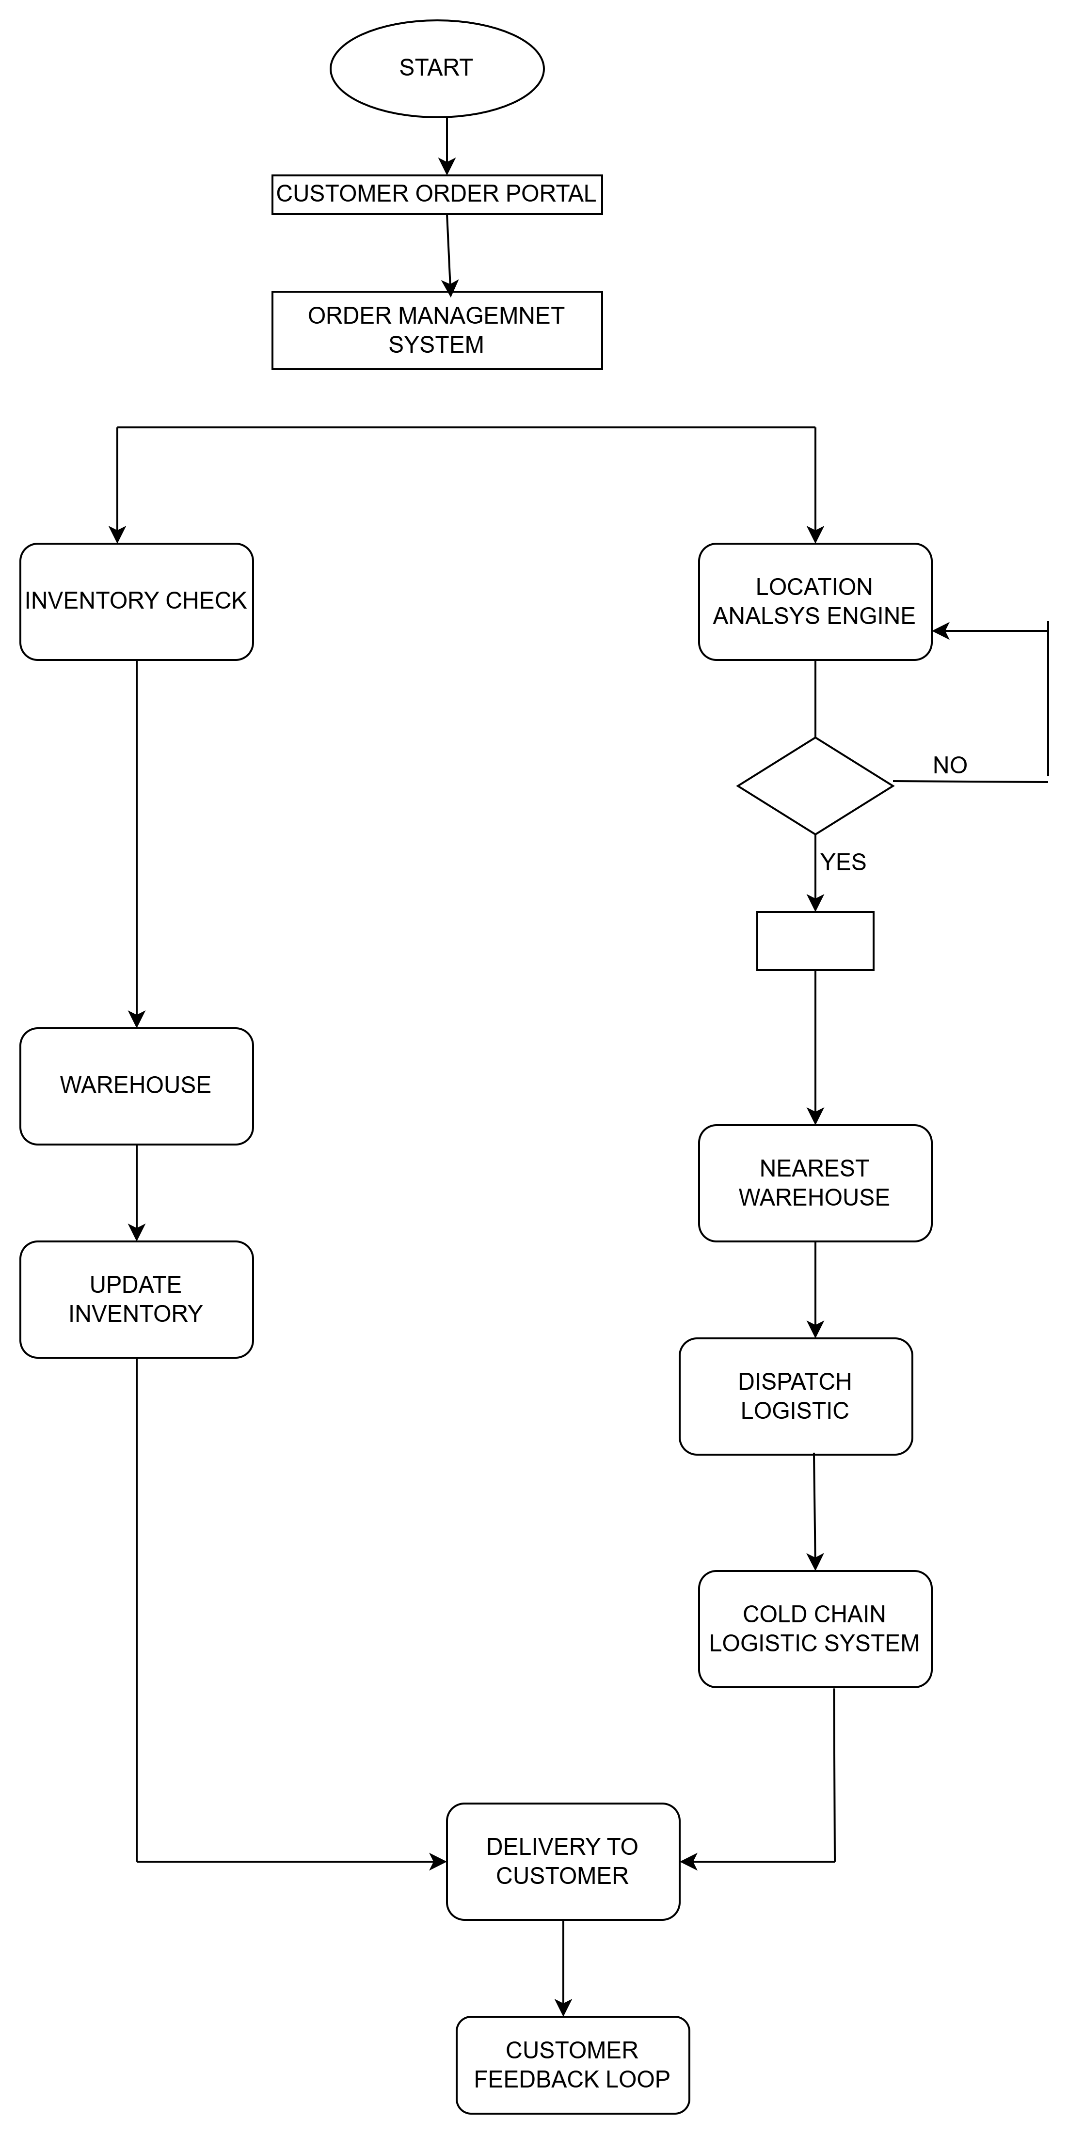 START
CUSTOMER ORDER PORTAL
ORDER MANAGEMNET
SYSTEM
INVENTORY CHECK
LOCATION
ANALSYS ENGINE
NO
YES
WAREHOUSE
NEAREST
WAREHOUSE
UPDATE
INVENTORY
DISPATCH
LOGISTIC
COLD CHAIN
LOGISTIC SYSTEM
DELIVERY TO
CUSTOMER
CUSTOMER
FEEDBACK LOOP